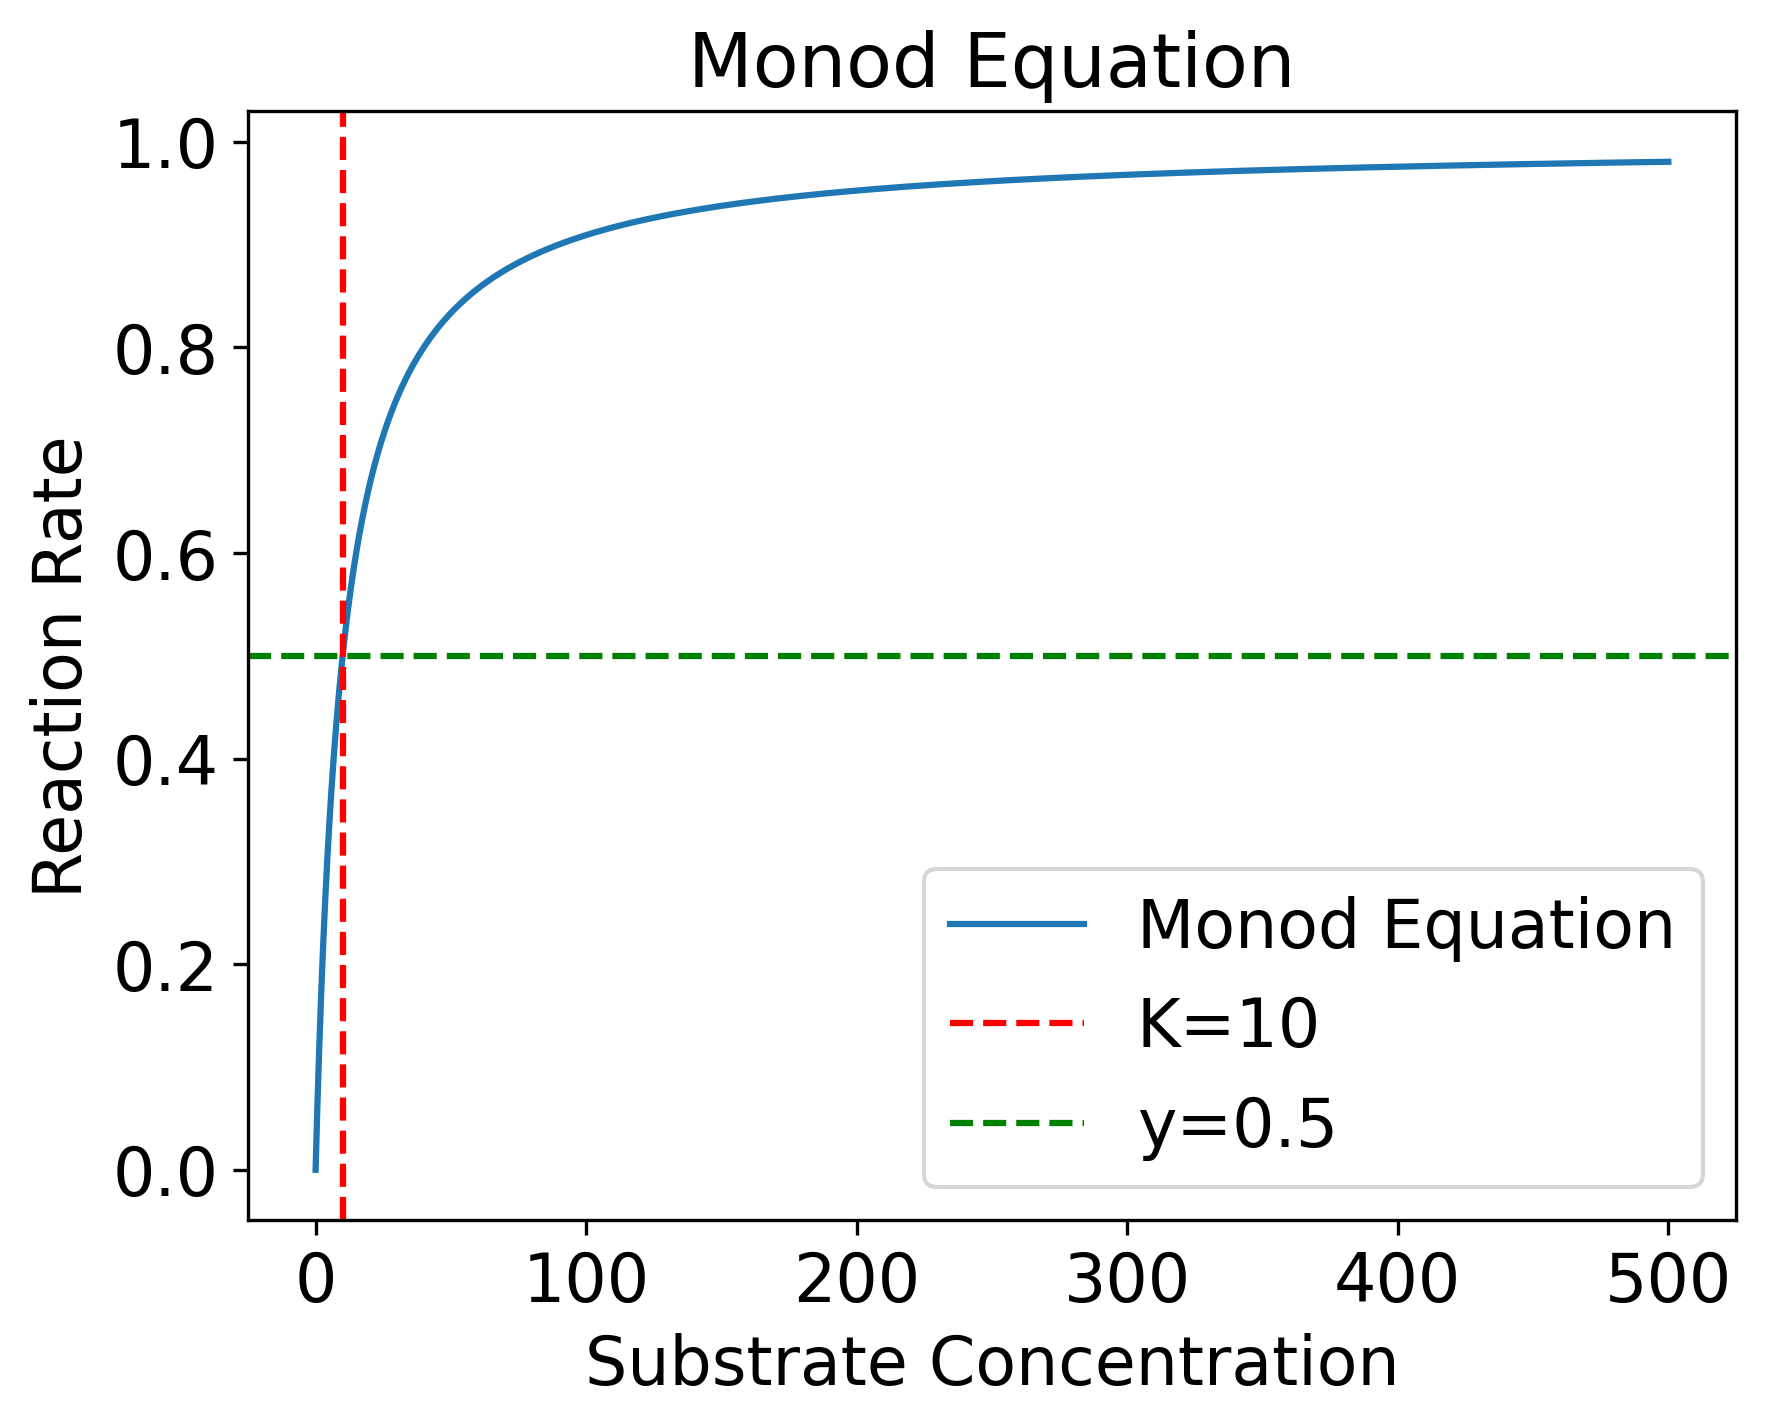 Monod Equation
1.0
0.8
0.6
0.4
0.2
0.0
Reaction Rate
Monod Equation
K=10
y=0.5
0 100 200 300 400 500
Substrate Concentration